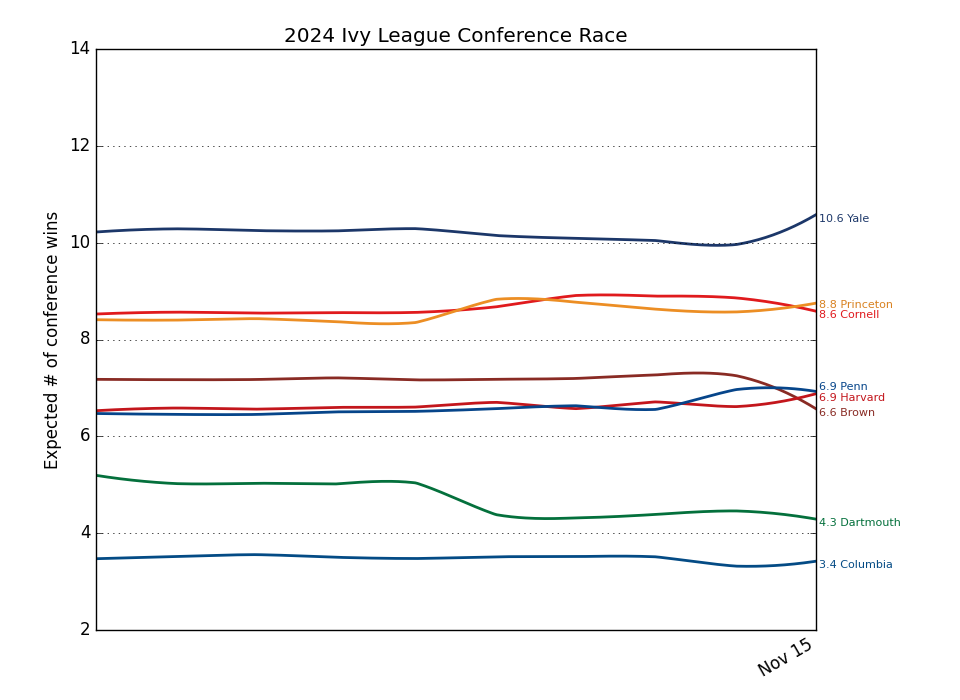 2024 Ivy League Conference Race
Expected # of conference wins
14
12
10
8
6
4
2
10.6 Yale
8.8 Princeton
8.6 Cornell
6.9 Penn
6.9 Harvard
6.6 Brown
4.3 Dartmouth
3.4 Columbia
Nov 15